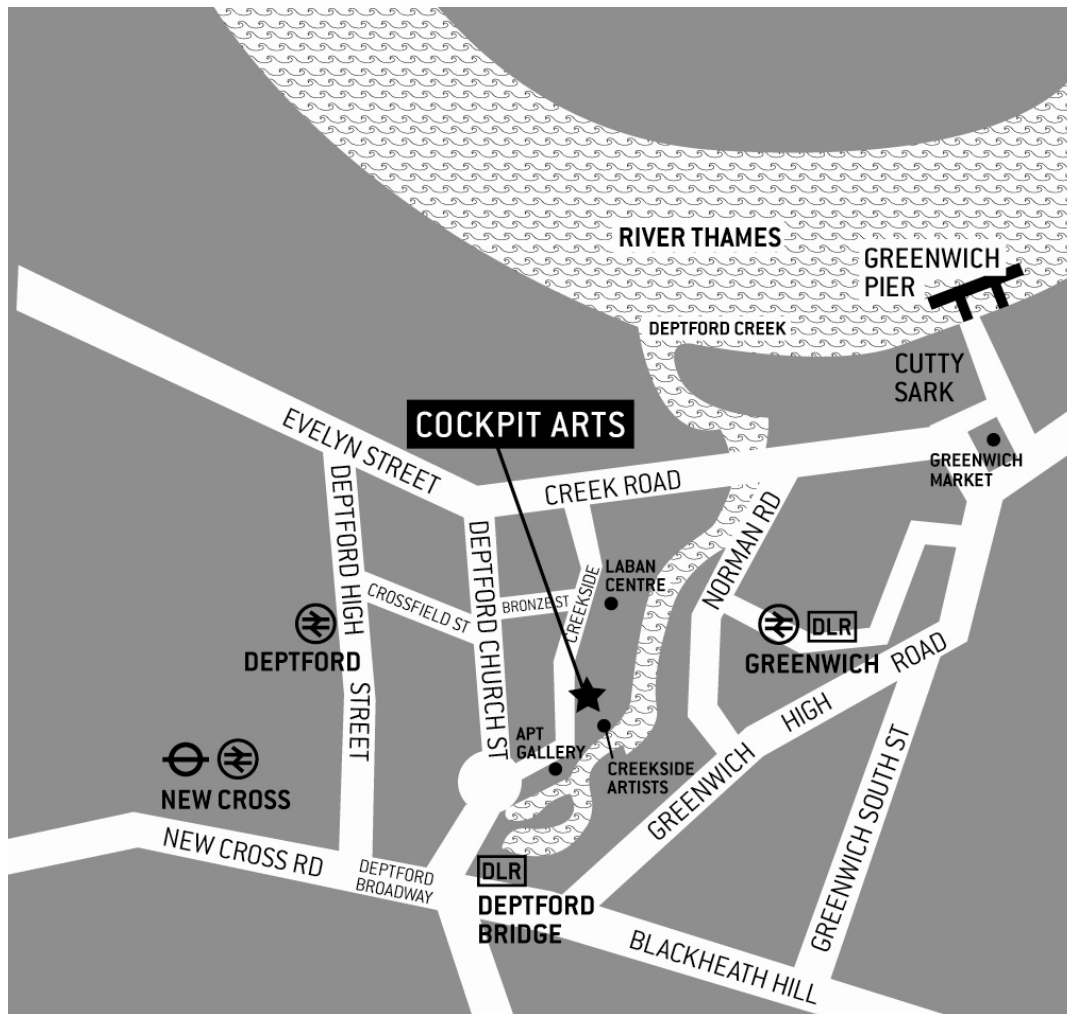 RIVER THAMES
GREENWICH
PIER
DEPTFORD CREEK
CUTTY
SARK
COCKPIT ARTS
EVELYN STREET
CREEK ROAD
GREENWICH
MARKET
DEPTFORD HIGH
STREET
DEPTFORD CHURCH ST
NORMAN RD
LABAN
CENTRE
CROSSFIELD ST
BRONZE ST
CREEKSIDE
DEPTFORD
DLR
GREENWICH
GREENWICH HIGH ROAD
APT
GALLERY
CREEKSIDE
ARTISTS
NEW CROSS
GREENWICH SOUTH ST
NEW CROSS RD
DEPTFORD
BROADWAY
DLR
DEPTFORD
BRIDGE
BLACKHEATH HILL